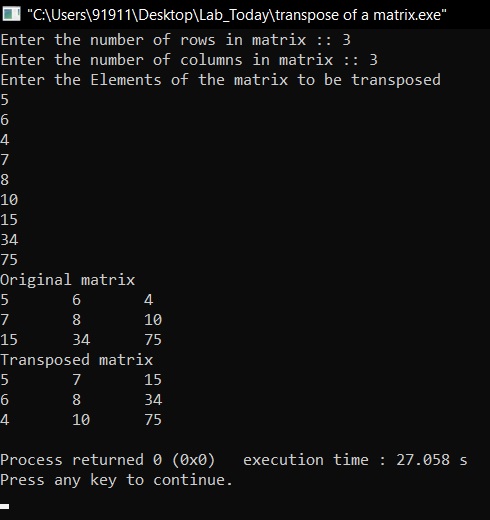 "C:\Users\91911\Desktop\Lab_Today\transpose of a matrix.exe"
Enter the number of rows in matrix :: 3
Enter the number of columns in matrix :: 3
Enter the Elements of the matrix to be transposed
5
6
4
7
8
10
15
34
75
Original matrix
5 6 4
7 8 10
15 34 75
Transposed matrix
5 7 15
6 8 34
4 10 75
Process returned 0 (0x0) execution time : 27.058 s
Press any key to continue.